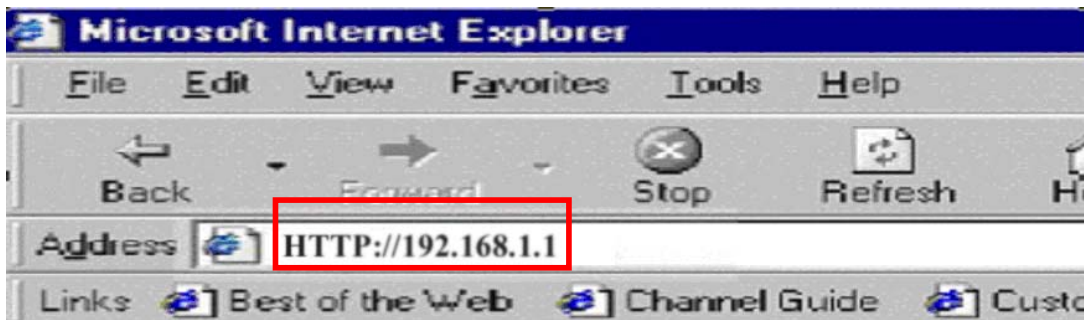 Microsoft Internet Explorer
File Edit View Favorites Tools Help
Back Forward Stop Refresh
Address HTTP://192.168.1.1
Links Best of the Web Channel Guide